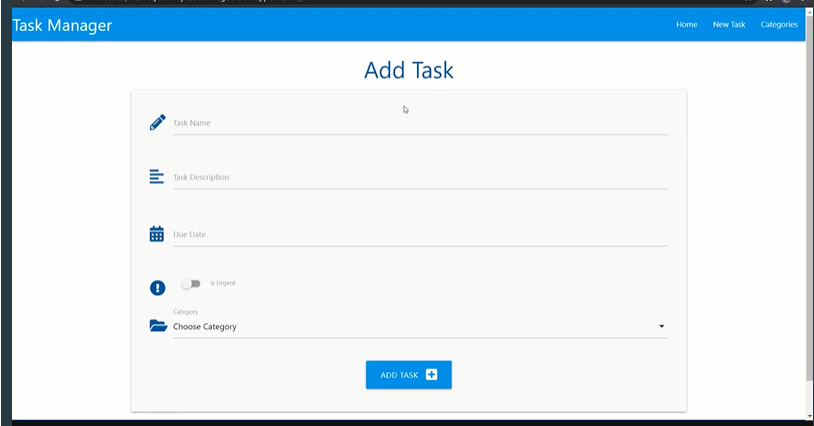 Task Manager
Home New Task Categories
Add Task
Task Name
Task Description
Due Date
Is Urgent
Category
Choose Category
ADD TASK